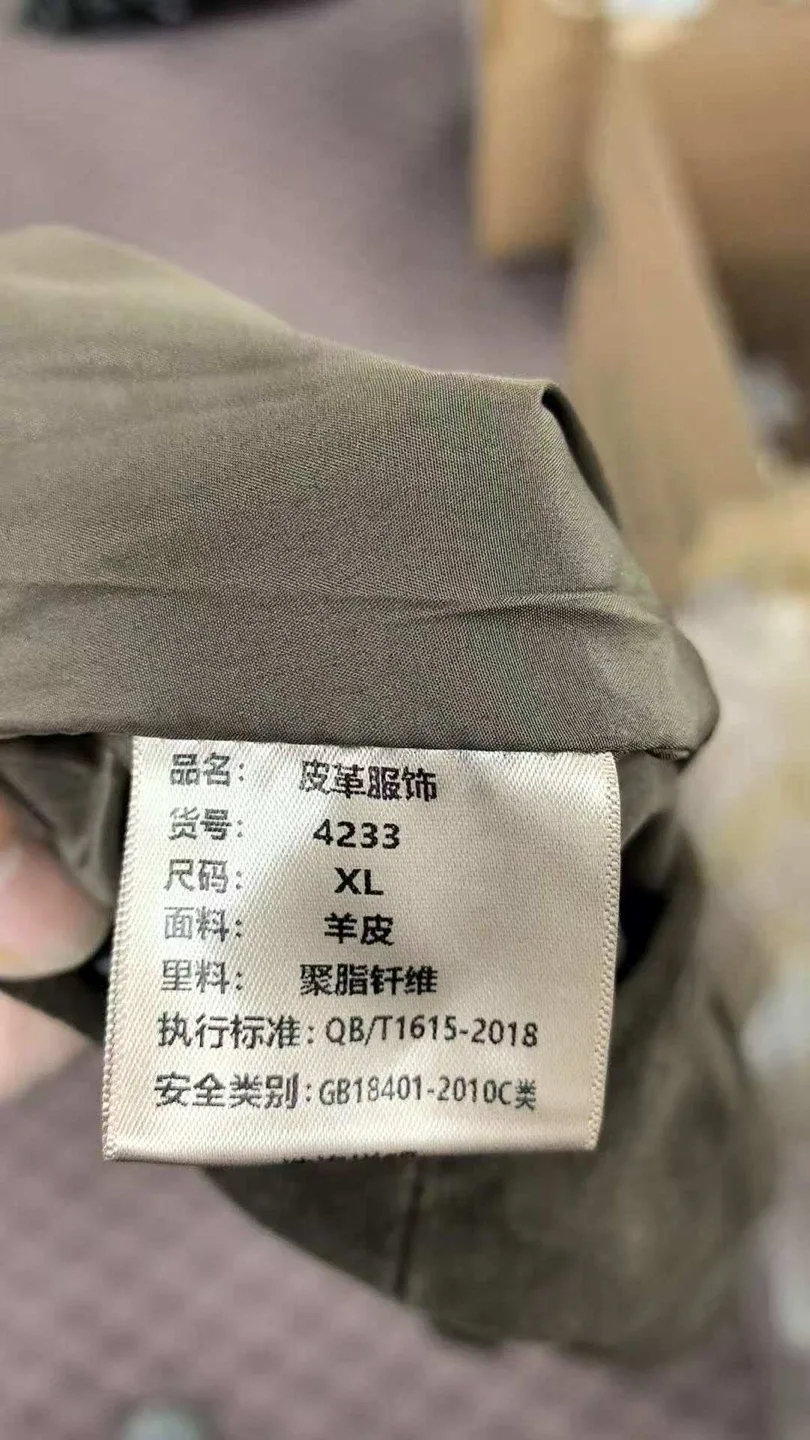 品名： 皮革服饰
货号： 4233
尺码： XL
面料： 羊皮
里料： 聚脂钎维
执行标准：QB/T1615-2018
安全类别：GB18401-2010C类